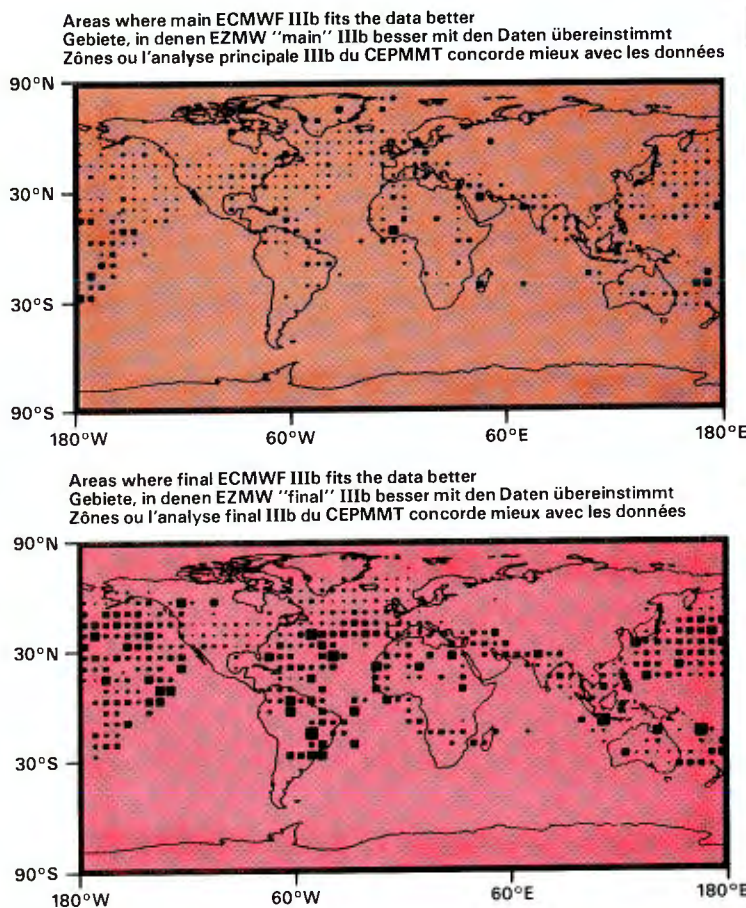 Areas where main ECMWF IIIb fits the data better
Gebiete, in denen EZMW "main" IIIb besser mit den Daten übereinstimmt
Zônes ou l'analyse principale IIIb du CEPMMT concorde mieux avec les données
90°N
30°N
30°S
90°S
180°W
60°W
60°E
180°E
Areas where final ECMWF IIIb fits the data better
Gebiete, in denen EZMW "final" IIIb besser mit den Daten übereinstimmt
Zônes ou l'analyse final IIIb du CEPMMT concorde mieux avec les données
90°N
30°N
30°S
90°S
180°W
60°W
60°E
180°E